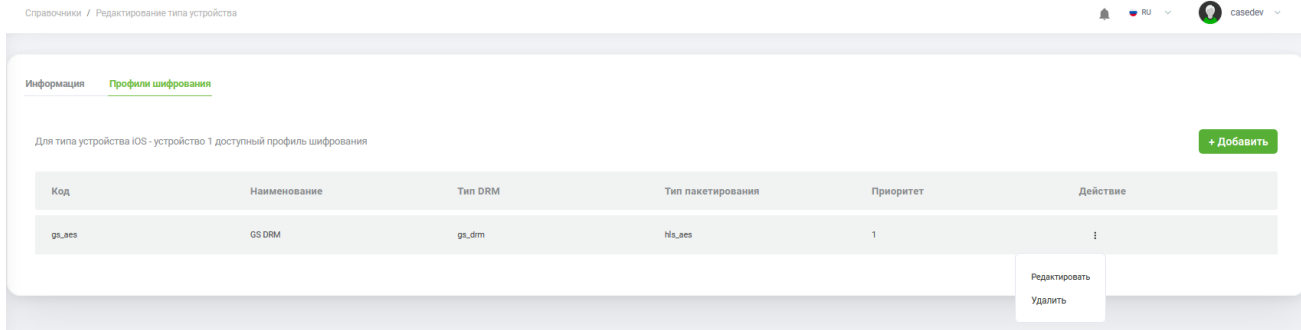 Справочники / Редактирование типа устройства
RU
casedev
Информация Профили шифрования
Для типа устройства iOS - устройство 1 доступный профиль шифрования
+ Добавить
Код Наименование Тип DRM Тип пакетирования Приоритет Действие
gs_aes GS DRM gs_drm hls_aes 1
Редактировать
Удалить